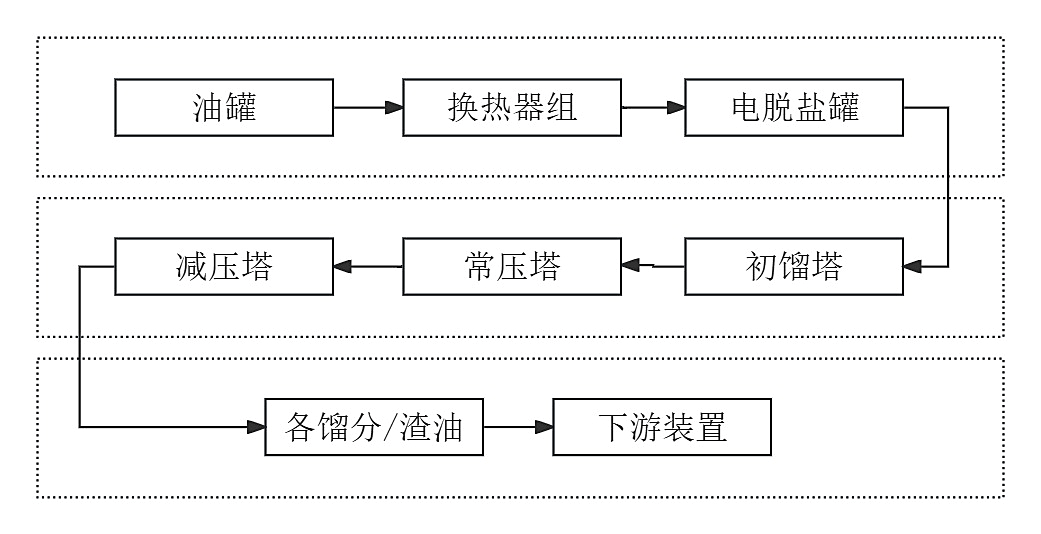 油罐
换热器组
电脱盐罐
减压塔
常压塔
初馏塔
各馏分/渣油
下游装置